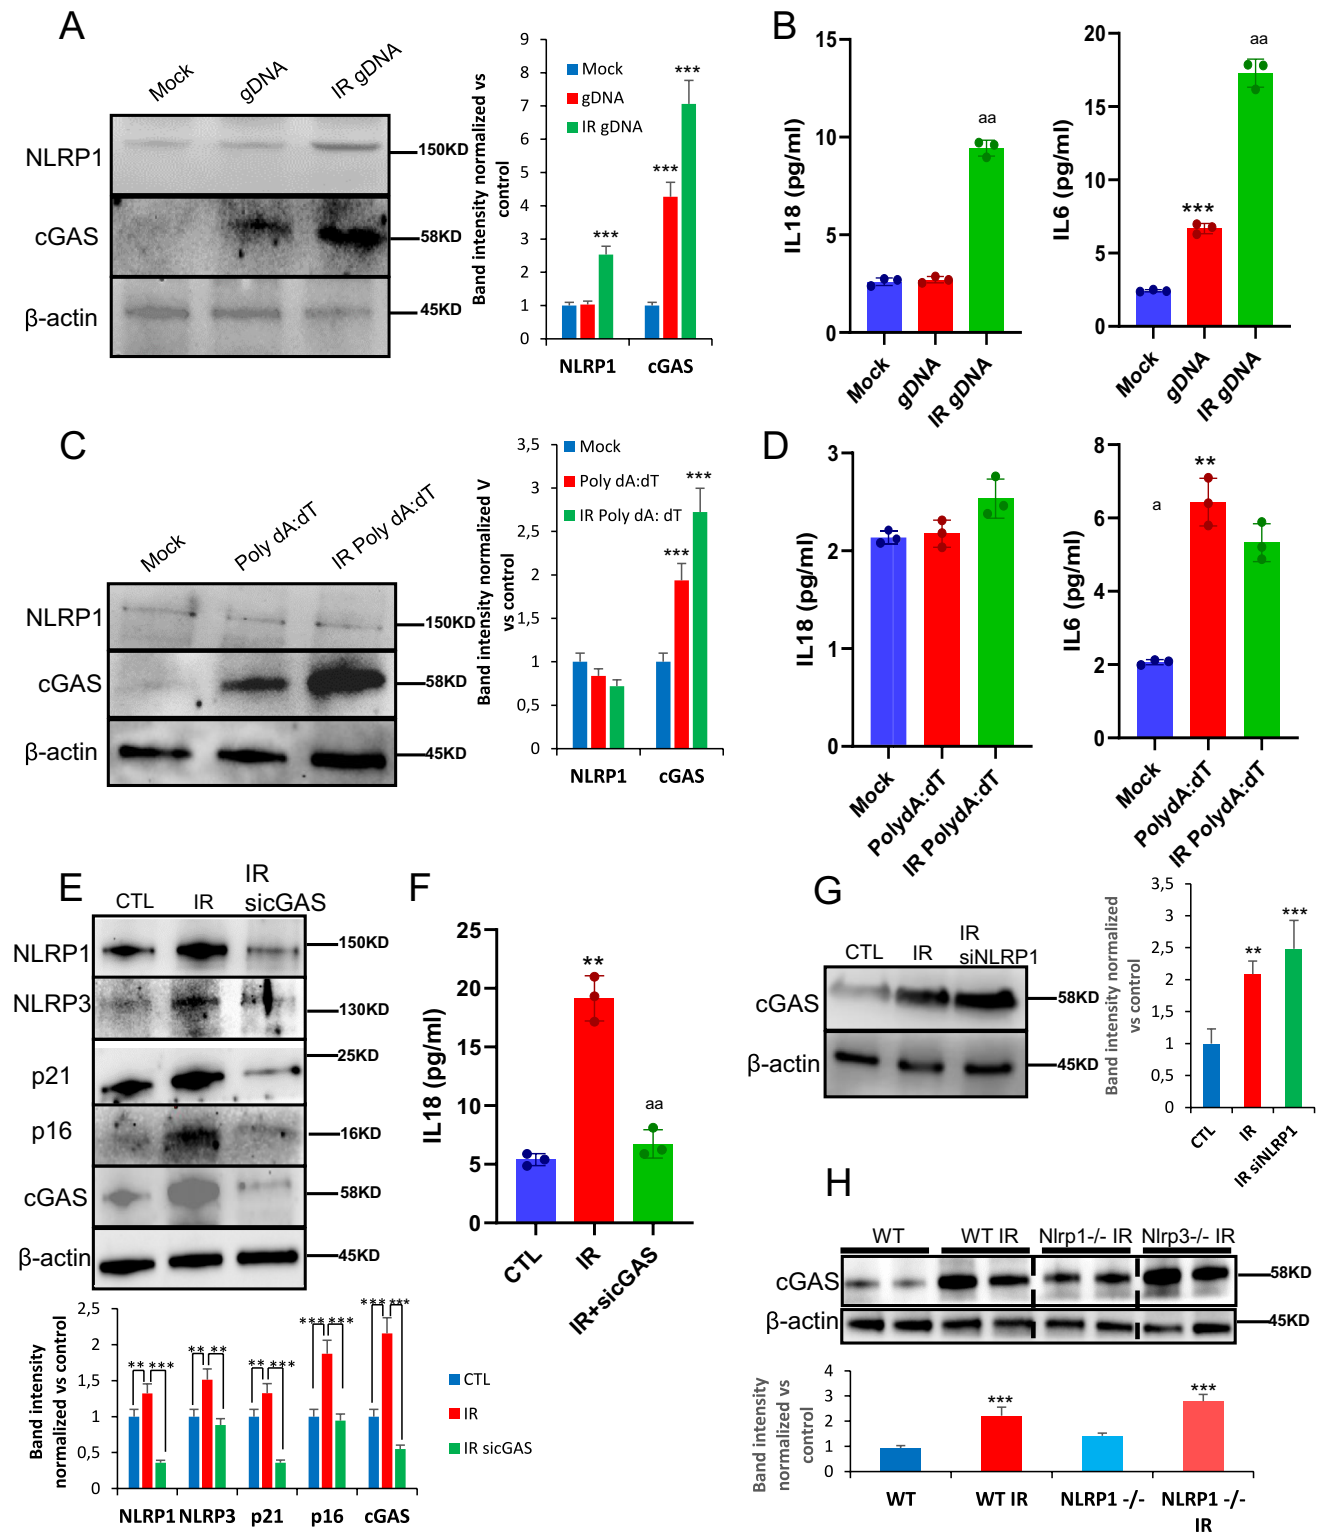 A
Mock
gDNA
IR gDNA
NLRP1
150KD
cGAS
58KD
β-actin
45KD
Band intensity normalized vs
control
9
8
7
6
5
4
3
2
1
0
Mock
gDNA
IR gDNA
***
***
***
NLRP1
cGAS
B
IL18 (pg/ml)
15
10
5
0
aa
Mock
gDNA
IR gDNA
IL6 (pg/ml)
20
15
10
5
0
***
aa
Mock
gDNA
IR gDNA
C
Mock
Poly dA:dT
IR Poly dA:dT
NLRP1
150KD
cGAS
58KD
β-actin
45KD
Band intensity normalized V
vs control
3,5
3
2,5
2
1,5
1
0,5
0
Mock
Poly dA:dT
IR Poly dA: dT
***
***
NLRP1
cGAS
D
IL18 (pg/ml)
3
2
1
0
Mock
PolydA:dT
IR PolydA:dT
IL6 (pg/ml)
8
6
4
2
0
a
**
Mock
PolydA:dT
IR PolydA:dT
E
CTL
IR
IR
sicGAS
NLRP1
150KD
NLRP3
130KD
25KD
p21
p16
16KD
cGAS
58KD
β-actin
45KD
Band intensity
normalized vs control
2,5
2
1,5
1
0,5
0
** ***
** **
** ***
*** ***
*** ***
NLRP1 NLRP3 p21 p16 cGAS
CTL
IR
IR sicGAS
F
IL18 (pg/ml)
25
20
15
10
5
0
**
aa
CTL
IR
IR+sicGAS
G
CTL
IR
IR
siNLRP1
cGAS
58KD
β-actin
45KD
Band intensity normalized
vs control
3,5
3
2,5
2
1,5
1
0,5
0
**
***
CTL
IR
IR siNLRP1
H
WT
WT IR
Nlrp1-/- IR
Nlrp3-/- IR
cGAS
58KD
β-actin
45KD
Band intensity
normalized vs
control
4
3
2
1
0
***
***
WT
WT IR
NLRP1 -/-
NLRP1 -/-
IR